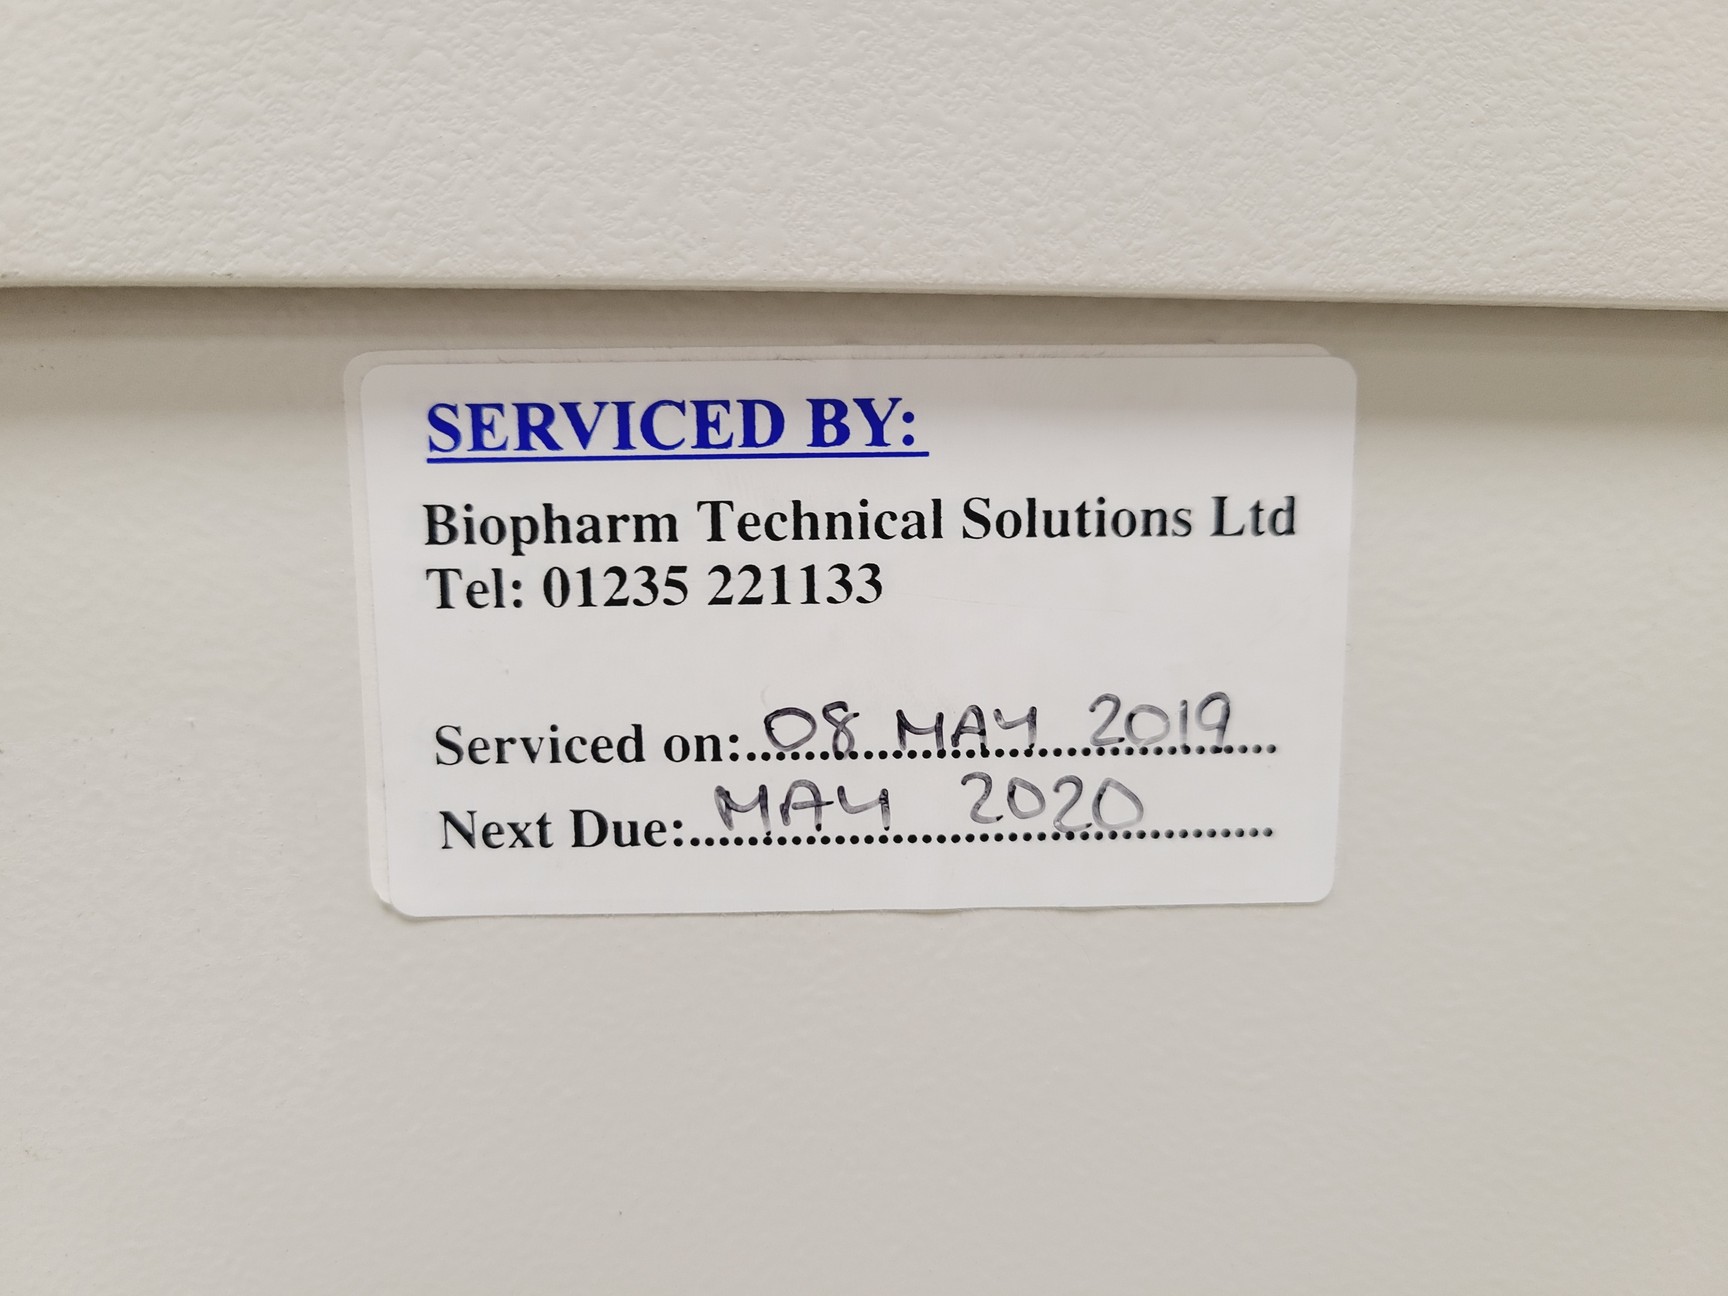 SERVICED BY:
Biopharm Technical Solutions Ltd
Tel: 01235 221133
Serviced on:..08 MAY 2019..
Next Due:..MAY 2020..